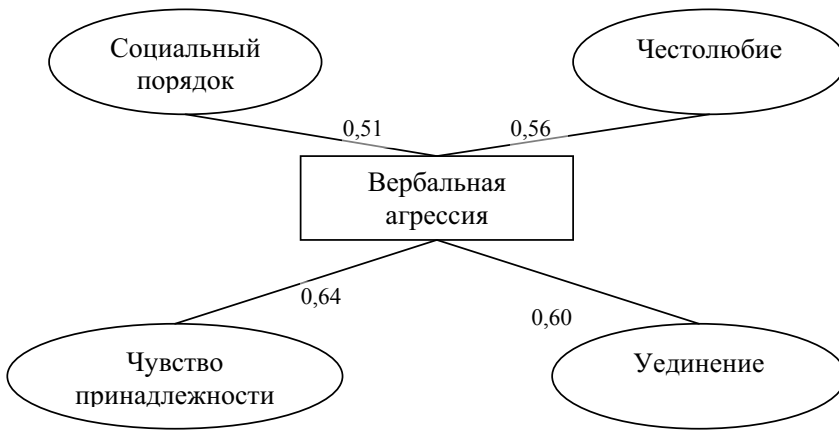 Социальный
порядок
Честолюбие
0,51
0,56
Вербальная
агрессия
0,64
0,60
Чувство
принадлежности
Уединение